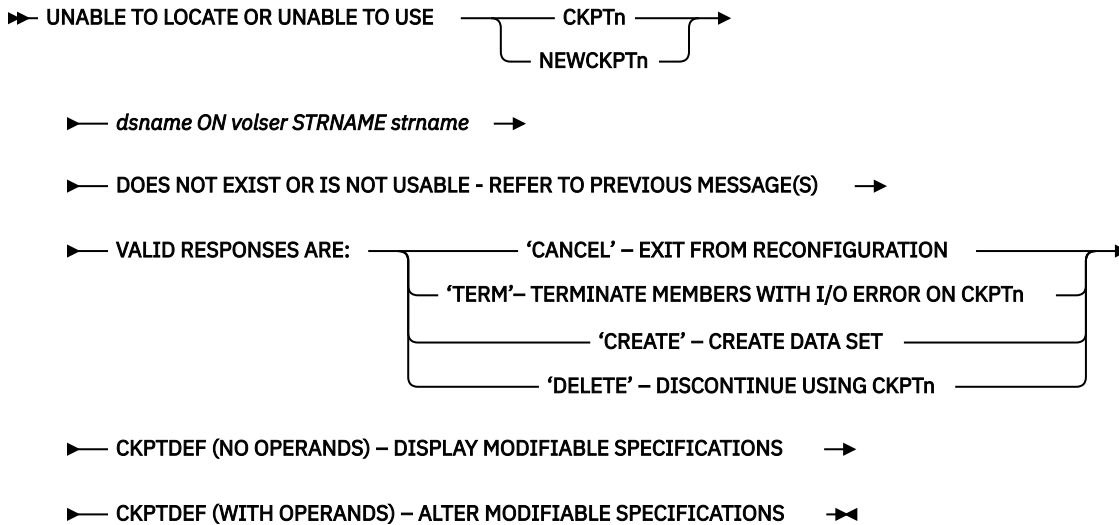 UNABLE TO LOCATE OR UNABLE TO USE CKPTn
NEWCKPTn
dsname ON volser STRNAME strname
DOES NOT EXIST OR IS NOT USABLE - REFER TO PREVIOUS MESSAGE(S)
VALID RESPONSES ARE: ‘CANCEL’ – EXIT FROM RECONFIGURATION
‘TERM’– TERMINATE MEMBERS WITH I/O ERROR ON CKPTn
‘CREATE’ – CREATE DATA SET
‘DELETE’ – DISCONTINUE USING CKPTn
CKPTDEF (NO OPERANDS) – DISPLAY MODIFIABLE SPECIFICATIONS
CKPTDEF (WITH OPERANDS) – ALTER MODIFIABLE SPECIFICATIONS